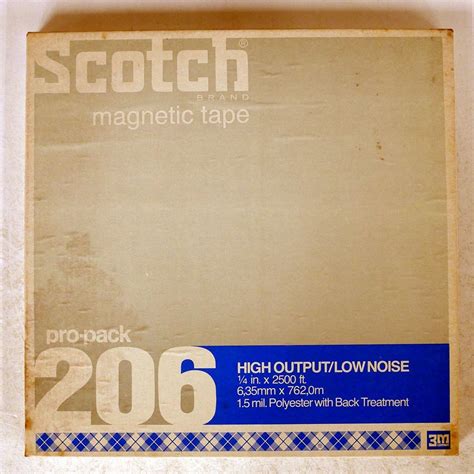 Scotch®
BRAND
magnetic tape
pro-pack
206
HIGH OUTPUT/LOW NOISE
¼ in. x 2500 ft.
6,35mm x 762,0m
1.5 mil. Polyester with Back Treatment
3m